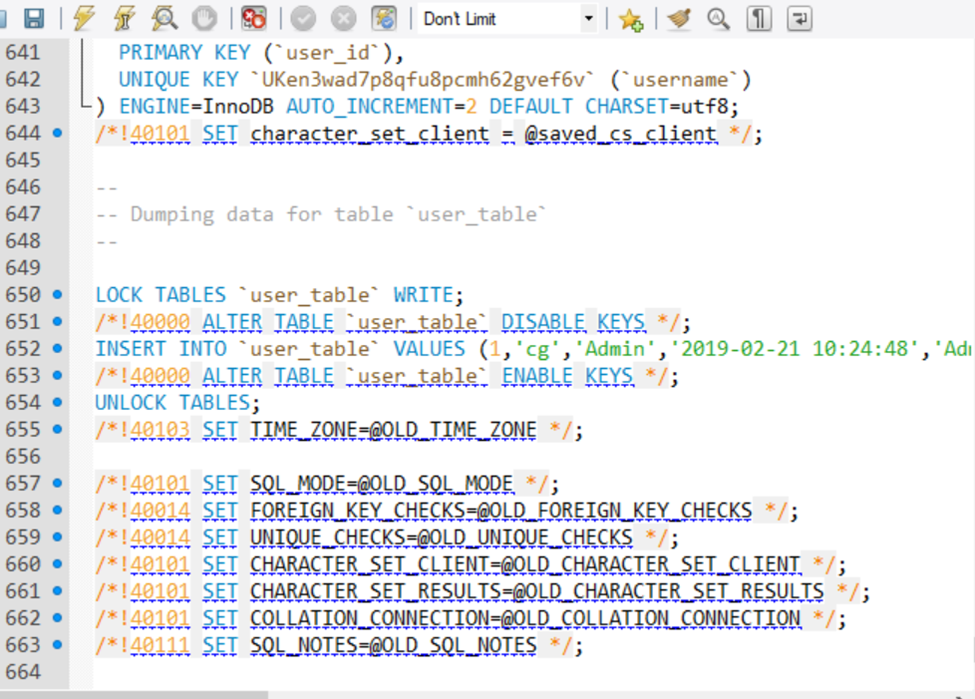 Don't Limit
641 PRIMARY KEY (`user_id`),
642 UNIQUE KEY `UKen3wad7p8qfu8pcmh62gvef6v` (`username`)
643 ) ENGINE=InnoDB AUTO_INCREMENT=2 DEFAULT CHARSET=utf8;
644 /*!40101 SET character_set_client = @saved_cs_client */;
645
646 --
647 -- Dumping data for table `user_table`
648 --
649
650 LOCK TABLES `user_table` WRITE;
651 /*!40000 ALTER TABLE `user_table` DISABLE KEYS */;
652 INSERT INTO `user_table` VALUES (1,'cg','Admin','2019-02-21 10:24:48',
653 /*!40000 ALTER TABLE `user_table` ENABLE KEYS */;
654 UNLOCK TABLES;
655 /*!40103 SET TIME_ZONE=@OLD_TIME_ZONE */;
656
657 /*!40101 SET SQL_MODE=@OLD_SQL_MODE */;
658 /*!40014 SET FOREIGN_KEY_CHECKS=@OLD_FOREIGN_KEY_CHECKS */;
659 /*!40014 SET UNIQUE_CHECKS=@OLD_UNIQUE_CHECKS */;
660 /*!40101 SET CHARACTER_SET_CLIENT=@OLD_CHARACTER_SET_CLIENT */;
661 /*!40101 SET CHARACTER_SET_RESULTS=@OLD_CHARACTER_SET_RESULTS */;
662 /*!40101 SET COLLATION_CONNECTION=@OLD_COLLATION_CONNECTION */;
663 /*!40111 SET SQL_NOTES=@OLD_SQL_NOTES */;
664